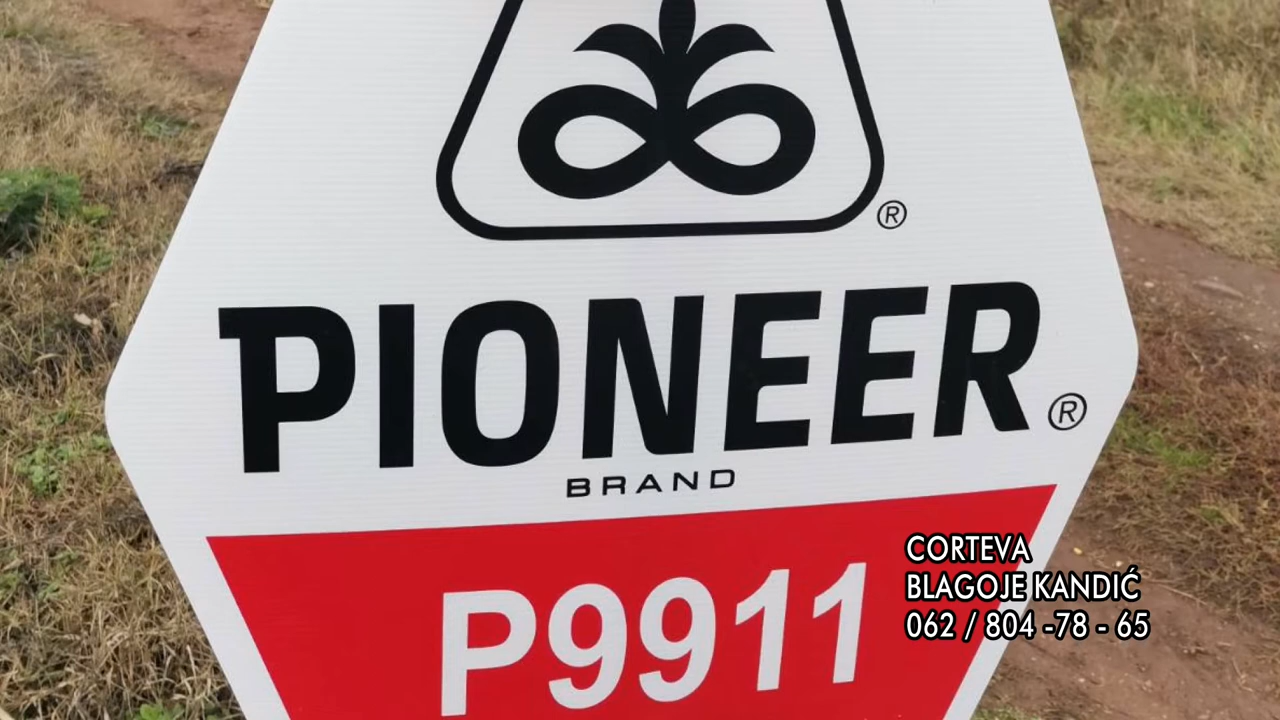 ®
PIONEER®
BRAND
P9911
CORTEVA
BLAGOJE KANDIĆ
062 / 804 -78 - 65